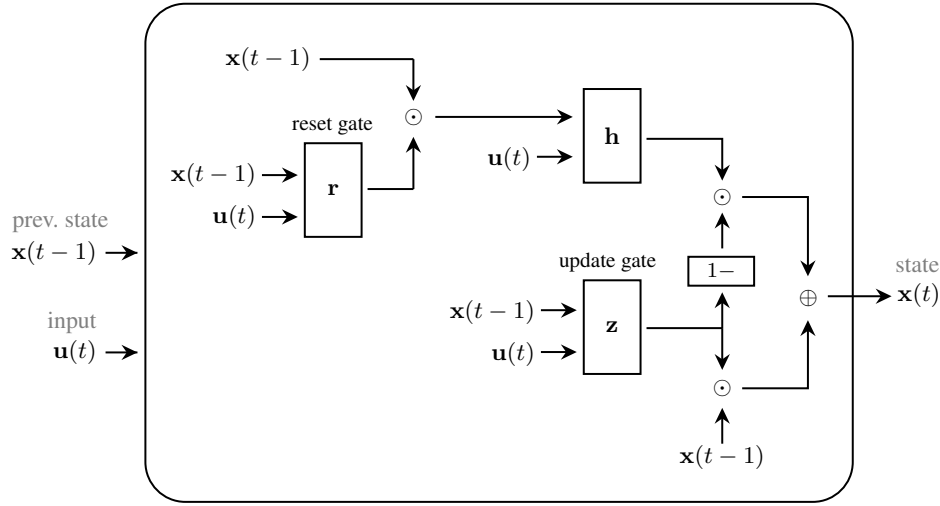 x(t−1)
⊙
reset gate
h
x(t−1)
r
u(t)
u(t)
⊙
prev. state
x(t−1)
update gate
1−
state
x(t−1)
⊕
x(t)
input
z
u(t)
u(t)
⊙
x(t−1)